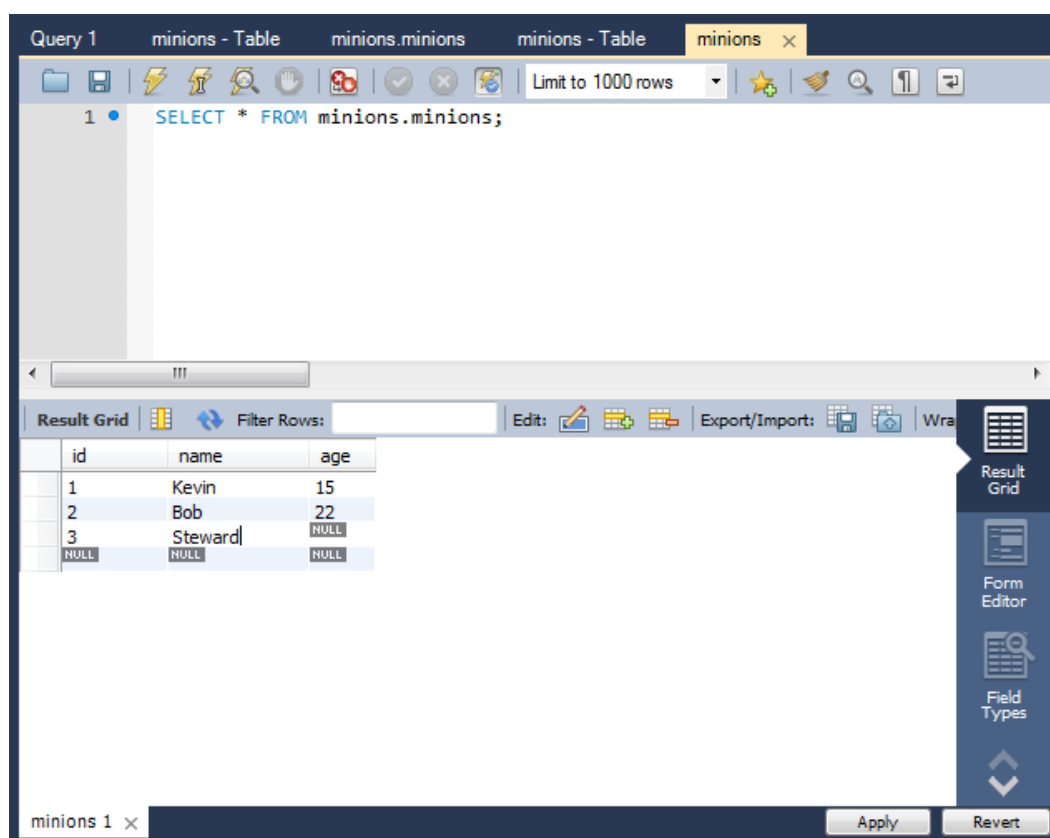 Query 1 minions - Table minions.minions minions - Table minions
Limit to 1000 rows
1 SELECT * FROM minions.minions;
Result Grid Filter Rows: Edit: Export/Import: Wrap
id name age
1 Kevin 15
2 Bob 22
3 Steward NULL
NULL NULL NULL
Result
Grid
Form
Editor
Field
Types
minions 1 Apply Revert